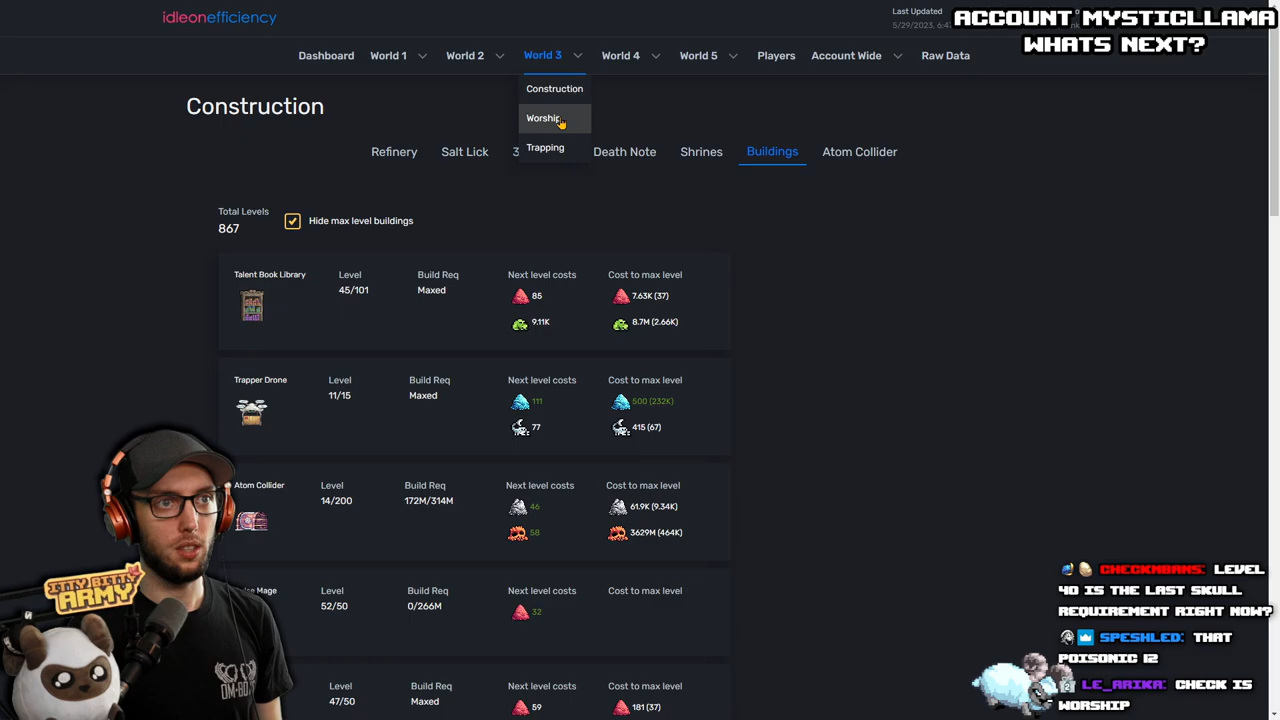 idleonefficiency
Last Updated
5/29/2023, 6:4
ACCOUNT MYSTICLLAMA
WHATS NEXT?
Dashboard World 1 World 2 World 3 World 4 World 5 Players Account Wide Raw Data
Construction
Worship
Trapping
Construction
Refinery Salt Lick 3 Death Note Shrines Buildings Atom Collider
Total Levels
867
Hide max level buildings
Talent Book Library Level Build Req Next level costs Cost to max level
45/101 Maxed 85 7.63K (37)
9.11K 8.7M (2.66K)
Trapper Drone Level Build Req Next level costs Cost to max level
11/15 Maxed 111 500 (232K)
77 415 (67)
Atom Collider Level Build Req Next level costs Cost to max level
14/200 172M/314M 46 61.9K (9.34K)
58 3629M (464K)
Mage Level Build Req Next level costs Cost to max level
52/50 0/266M 32
Level Build Req Next level costs Cost to max level
47/50 Maxed 59 181 (37)
ITTY BITTY
ARMY
OM-BO
CHECKNBANS: LEVEL
40 IS THE LAST SKULL
REQUIREMENT RIGHT NOW?
SPESHLED: THAT
POISONIC 12
LE_ARIKA: CHECK IS
WORSHIP